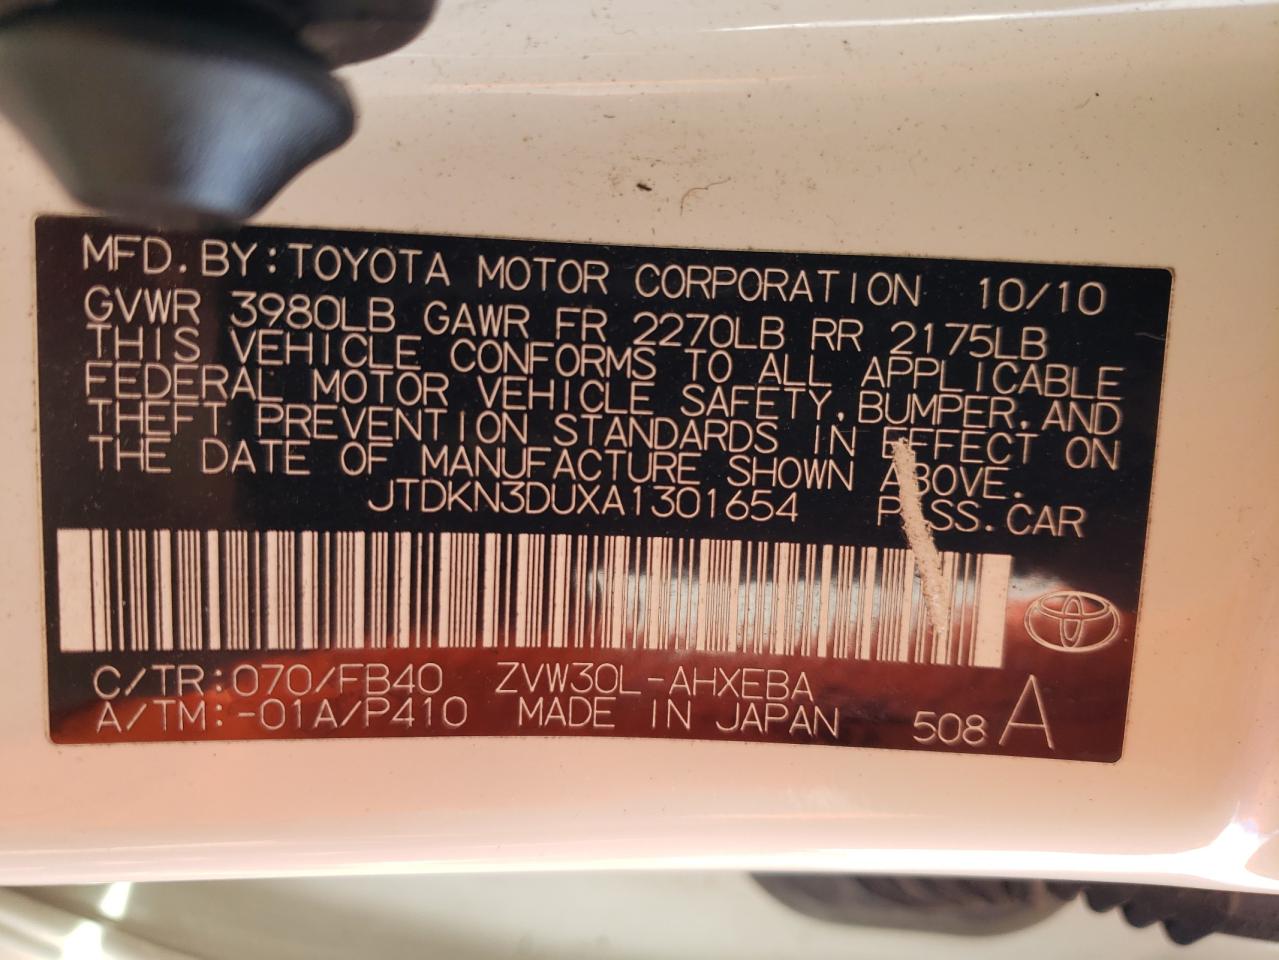 MFD. BY: TOYOTA MOTOR CORPORATION 10/10
GVWR 3980LB GAWR FR 2270LB RR 2175LB
THIS VEHICLE CONFORMS TO ALL APPLICABLE
FEDERAL MOTOR VEHICLE SAFETY, BUMPER, AND
THEFT PREVENTION STANDARDS IN EFFECT ON
THE DATE OF MANUFACTURE SHOWN ABOVE.
JTDKN3DUXA1301654 PASS. CAR
C/TR: 070/FB40 ZVW30L-AHXEBA
A/TM: -01A/P410 MADE IN JAPAN 508 A